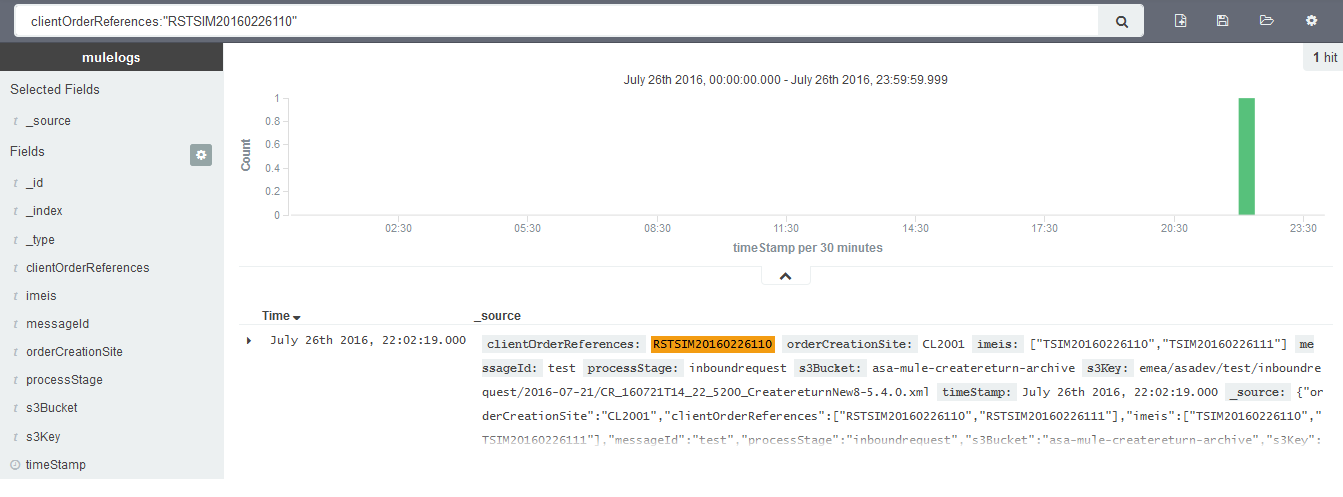 clientOrderReferences:"RSTSIM20160226110"
mulelogs
Selected Fields
t _source
Fields
t _id
t _index
t _type
t clientOrderReferences
t imeis
t messageId
t orderCreationSite
t processStage
t s3Bucket
t s3Key
timeStamp
1 hit
July 26th 2016, 00:00:00.000 - July 26th 2016, 23:59:59.999
Count
1
0.8
0.6
0.4
0.2
0
02:30 05:30 08:30 11:30 14:30 17:30 20:30 23:30
timeStamp per 30 minutes
Time _source
July 26th 2016, 22:02:19.000
clientOrderReferences: RSTSIM20160226110 orderCreationSite: CL2001 imeis: ["TSIM20160226110","TSIM20160226111"] me
ssageId: test processStage: inboundrequest s3Bucket: asa-mule-createreturn-archive s3Key: emea/asadev/test/inboundre
quest/2016-07-21/CR_160721T14_22_5200_CreatereturnNew8-5.4.0.xml timeStamp: July 26th 2016, 22:02:19.000 _source: {"o
rderCreationSite":"CL2001","clientOrderReferences":["RSTSIM20160226110","RSTSIM20160226111"],"imeis":["TSIM20160226110","
TSIM20160226111"],"messageId":"test","processStage":"inboundrequest","s3Bucket":"asa-mule-createreturn-archive","s3Key":